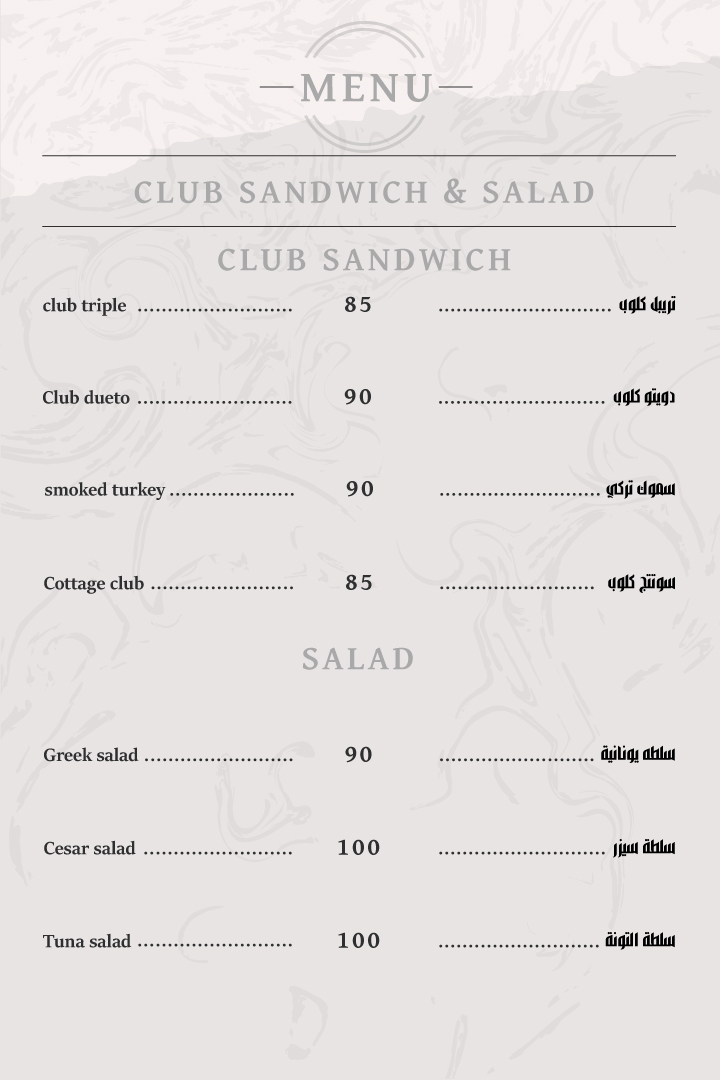 MENU
CLUB SANDWICH & SALAD
CLUB SANDWICH
club triple ........................... 85 ............................. تريبل كلوب
Club dueto ........................... 90 ............................ دويتو كلوب
smoked turkey ..................... 90 ........................... سموك تركي
Cottage club ......................... 85 .......................... سونتج كلوب
SALAD
Greek salad .......................... 90 .......................... سلطه يونانية
Cesar salad .......................... 100 ............................ سلطة سيزر
Tuna salad ........................... 100 ........................... سلطة التونة